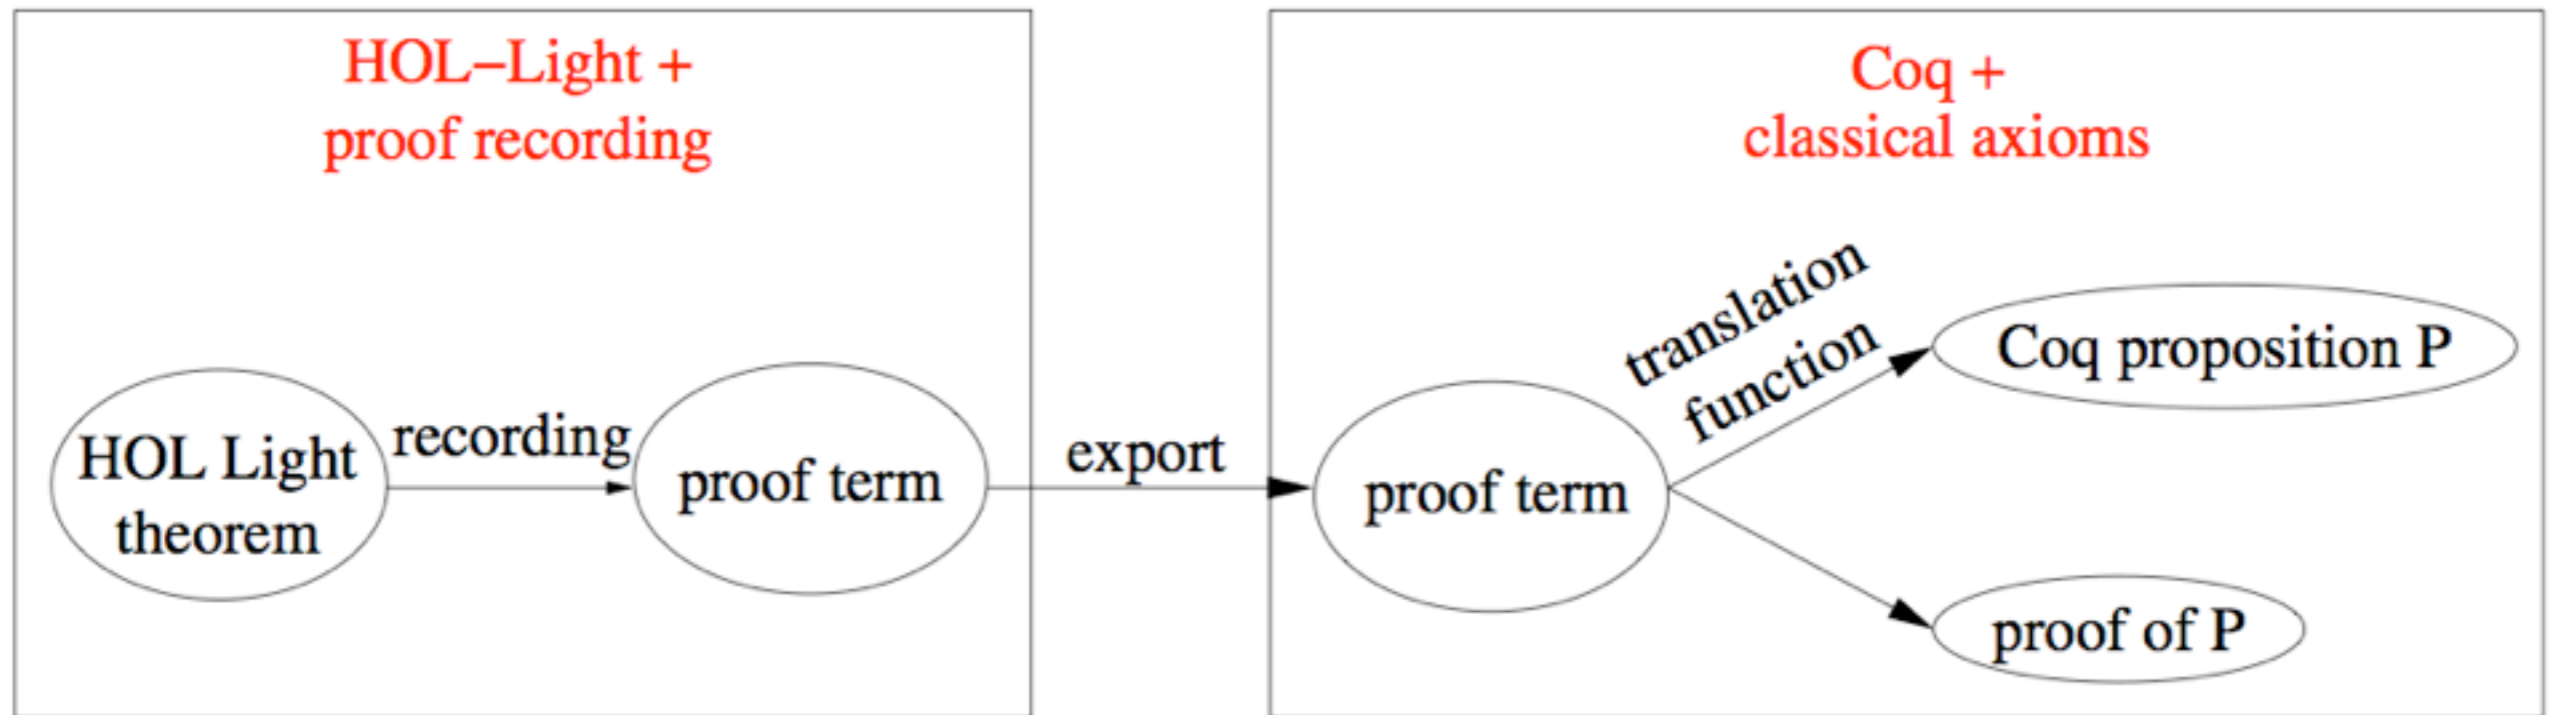 HOL–Light +
proof recording
HOL Light
theorem
recording
proof term
export
Coq +
classical axioms
proof term
translation
function
Coq proposition P
proof of P